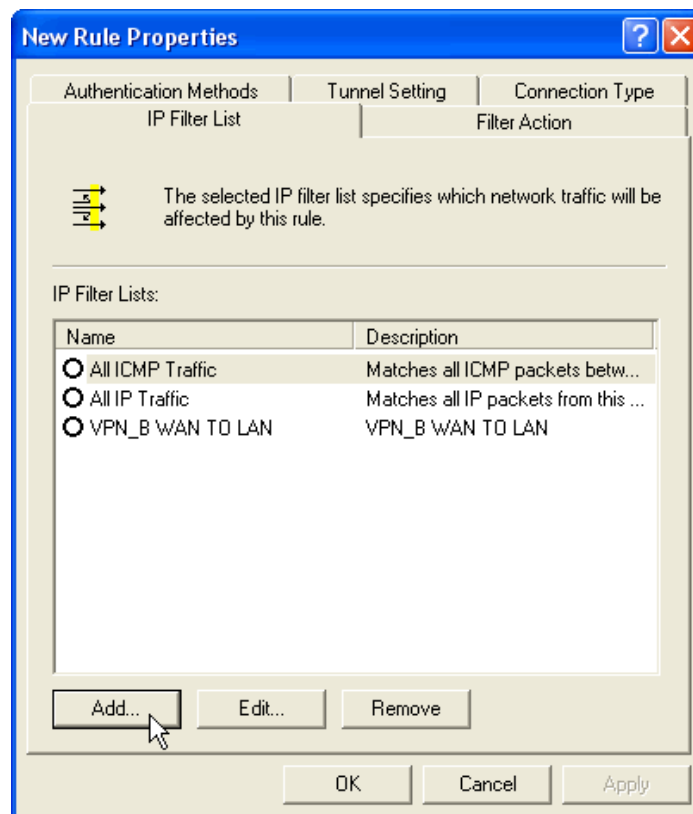 New Rule Properties
Authentication Methods Tunnel Setting Connection Type
IP Filter List Filter Action
The selected IP filter list specifies which network traffic will be
affected by this rule.
IP Filter Lists:
Name Description
All ICMP Traffic Matches all ICMP packets betw...
All IP Traffic Matches all IP packets from this ...
VPN_B WAN TO LAN VPN_B WAN TO LAN
Add... Edit... Remove
OK Cancel Apply